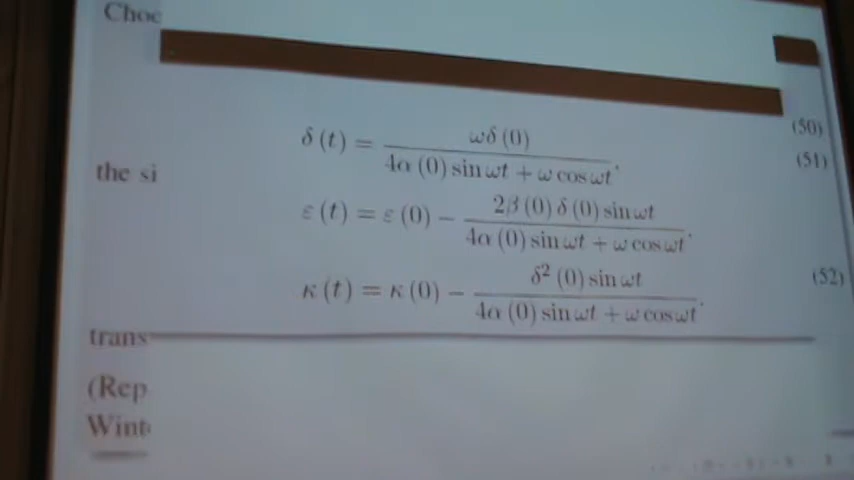 Choc
(50)
δ (t) = ωδ (0) / 4α (0) sin ωt + ω cos ωt.
(51)
the si
ε (t) = ε (0) − 2β (0) δ (0) sin ωt / 4α (0) sin ωt + ω cos ωt.
κ (t) = κ (0) − δ² (0) sin ωt / 4α (0) sin ωt + ω cos ωt.
(52)
trans
(Rep
Wint